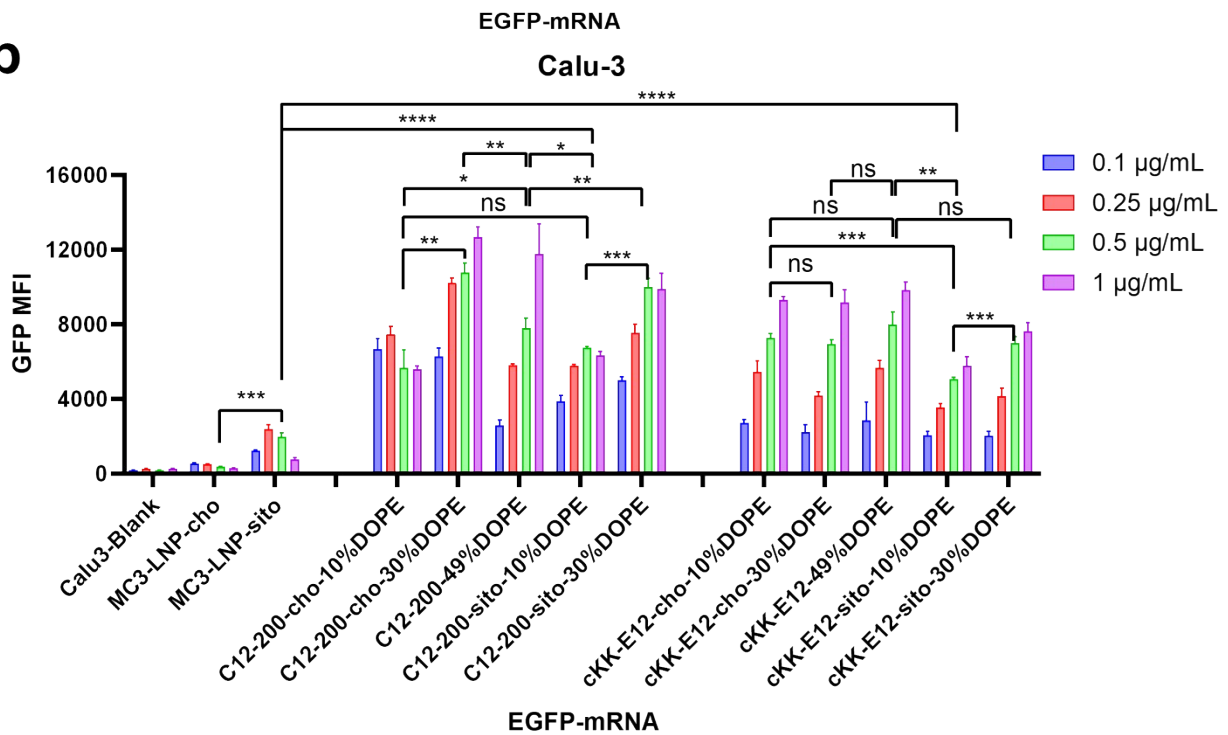 EGFP-mRNA
b
Calu-3
****
****
** *
* **
ns
** ***
***
ns **
ns ns
***
ns
***
GFP MFI
16000
12000
8000
4000
0
0.1 µg/mL
0.25 µg/mL
0.5 µg/mL
1 µg/mL
Calu3-Blank
MC3-LNP-cho
MC3-LNP-sito
C12-200-cho-10%DOPE
C12-200-cho-30%DOPE
C12-200-49%DOPE
C12-200-sito-10%DOPE
C12-200-sito-30%DOPE
cKK-E12-cho-10%DOPE
cKK-E12-cho-30%DOPE
cKK-E12-49%DOPE
cKK-E12-sito-10%DOPE
cKK-E12-sito-30%DOPE
EGFP-mRNA